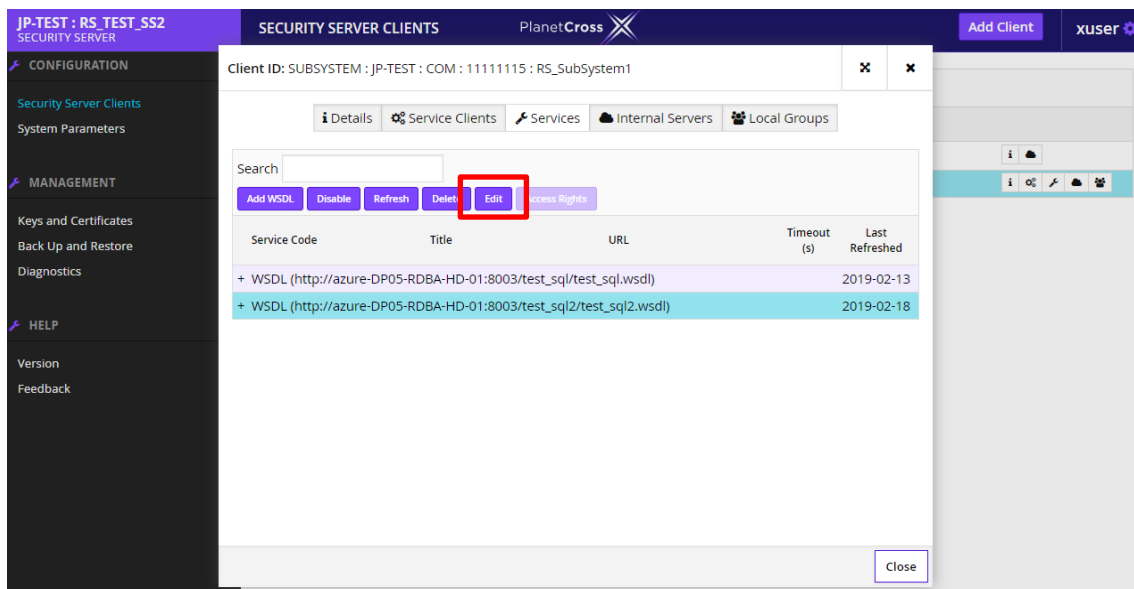 JP-TEST : RS_TEST_SS2
SECURITY SERVER
SECURITY SERVER CLIENTS
PlanetCross
Add Client
xuser
CONFIGURATION
Security Server Clients
System Parameters
MANAGEMENT
Keys and Certificates
Back Up and Restore
Diagnostics
HELP
Version
Feedback
Client ID: SUBSYSTEM : JP-TEST : COM : 11111115 : RS_SubSystem1
Details Service Clients Services Internal Servers Local Groups
Search
Add WSDL Disable Refresh Delete Edit Access Rights
Service Code Title URL Timeout (s) Last Refreshed
+ WSDL (http://azure-DP05-RDBA-HD-01:8003/test_sql/test_sql.wsdl) 2019-02-13
+ WSDL (http://azure-DP05-RDBA-HD-01:8003/test_sql2/test_sql2.wsdl) 2019-02-18
Close